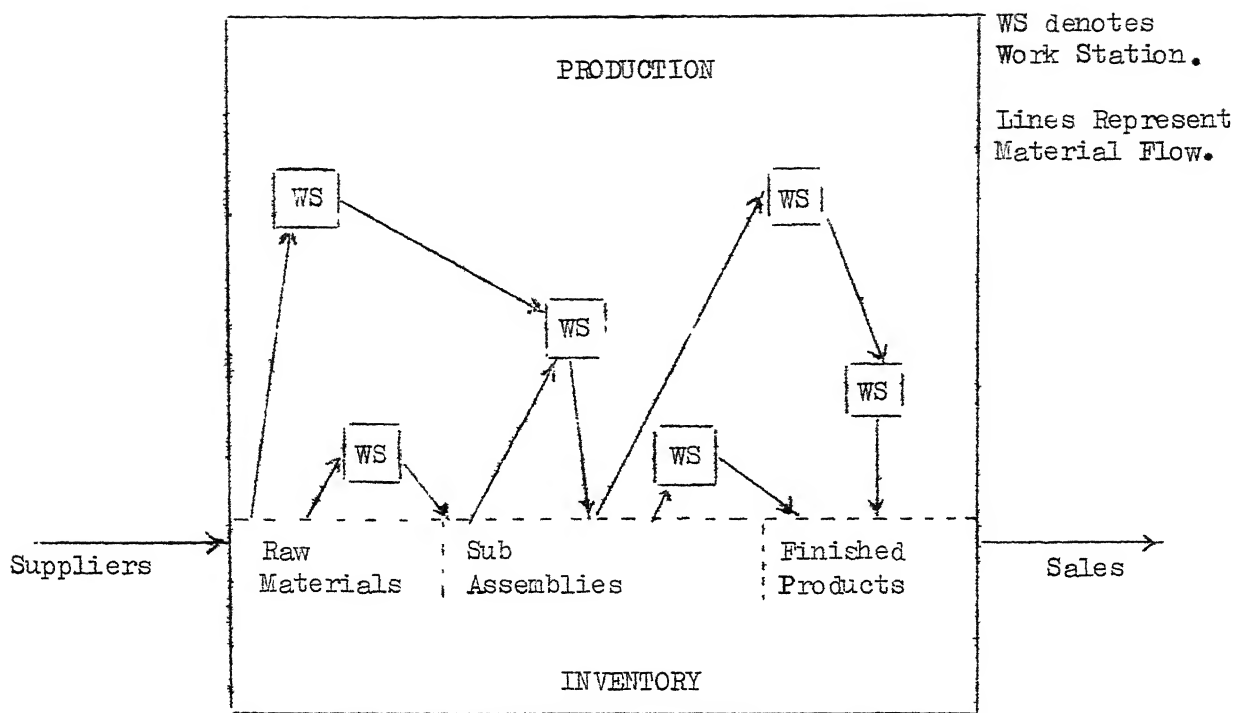 WS denotes
Work Station.
PRODUCTION
Lines Represent
Material Flow.
WS
WS
WS
WS
WS
WS
Suppliers
Raw
Materials
Sub
Assemblies
Finished
Products
Sales
INVENTORY